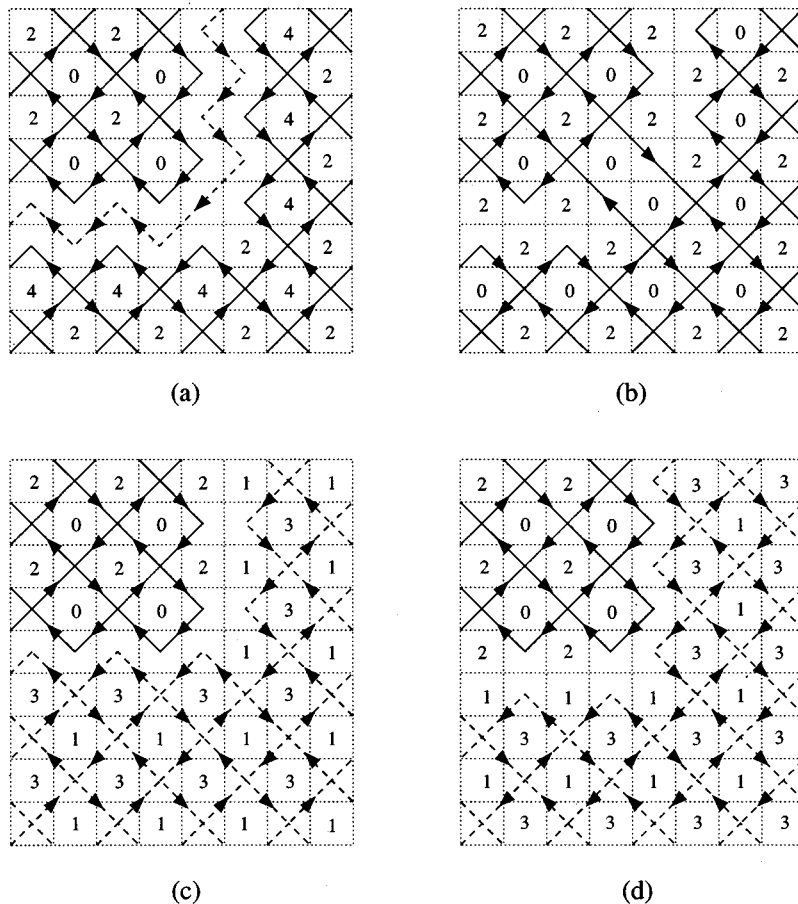 2 2 4
0 0 2
2 2 4
0 0 2
4
2 2
4 4 4 4
2 2 2 2
(a)
2 2 2 0
0 0 2 2
2 2 2 0
0 0 2 2
2 2 0 0
2 2 2 2
0 0 0 0
2 2 2 2
(b)
2 2 2 1 1
0 0 3
2 2 2 1 1
0 0 3
1 1
3 3 3 3
1 1 1 1
3 3 3 3
1 1 1 1
(c)
2 2 3 3
0 0 1
2 2 3 3
0 0 1
2 2 3 3
1 1 1 1
3 3 3 3
1 1 1 1
3 3 3 3
(d)